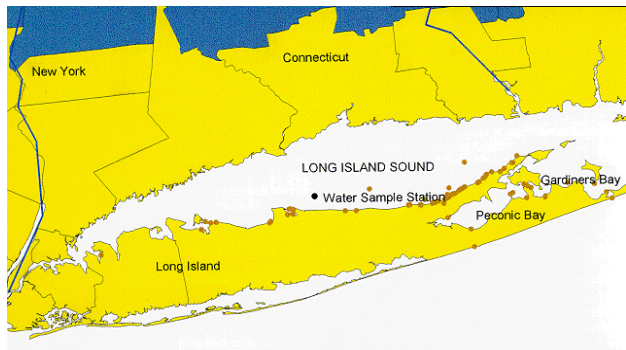 Connecticut
New York
LONG ISLAND SOUND
Gardiners Bay
Water Sample Station
Peconic Bay
Long Island